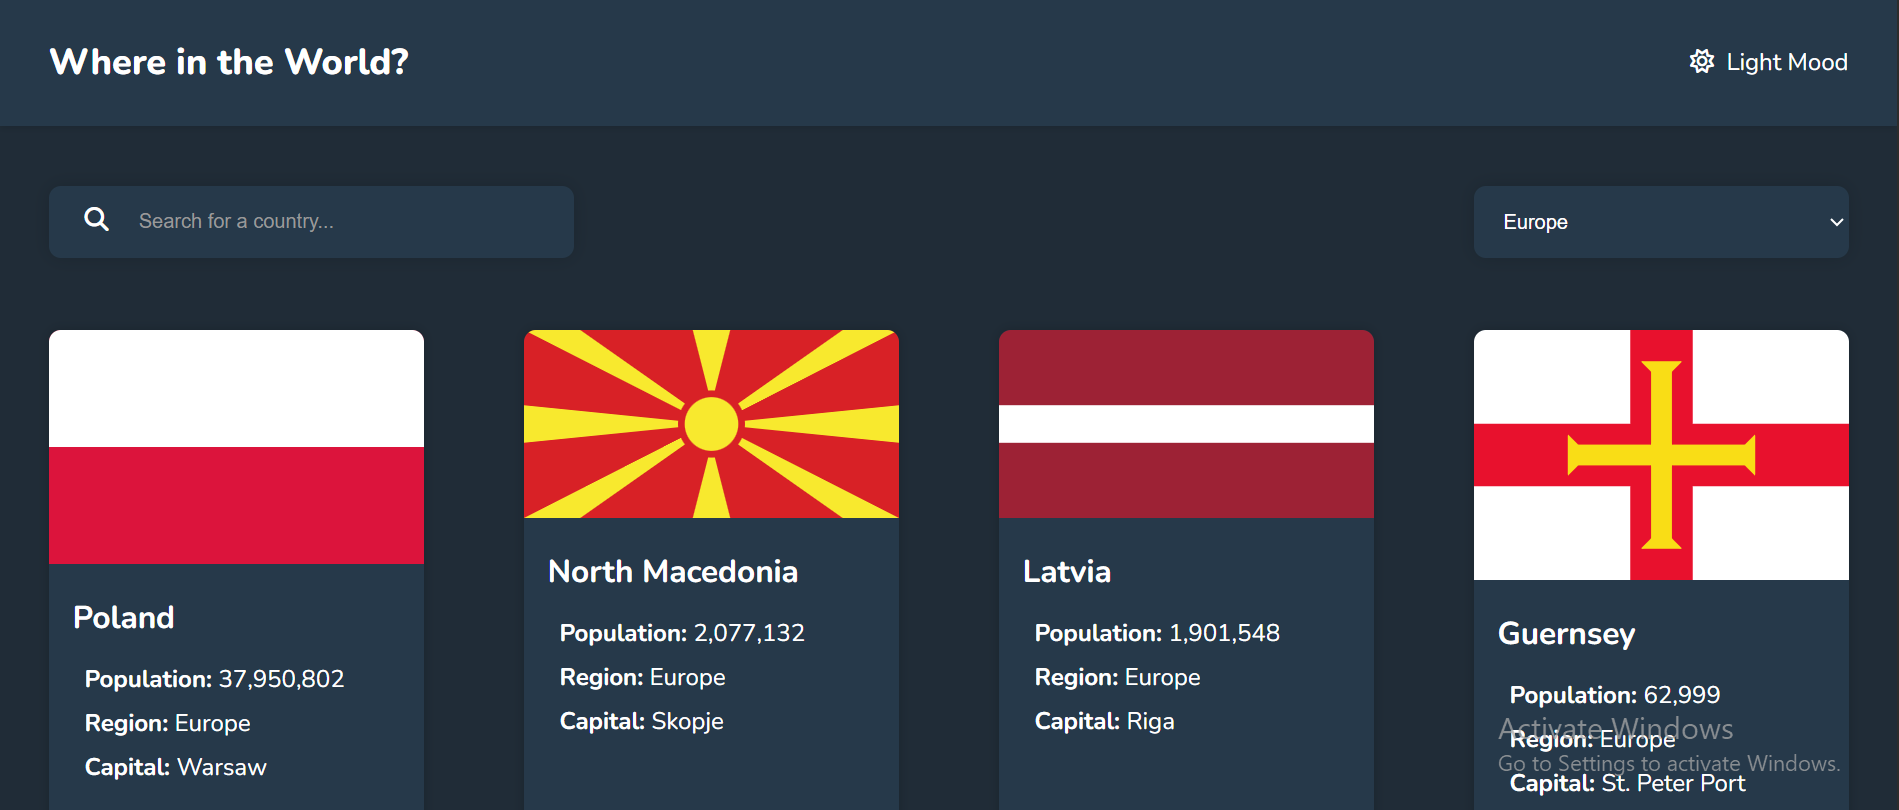 Where in the World?
Light Mood
Search for a country...
Europe
Poland
Population: 37,950,802
Region: Europe
Capital: Warsaw
North Macedonia
Population: 2,077,132
Region: Europe
Capital: Skopje
Latvia
Population: 1,901,548
Region: Europe
Capital: Riga
Guernsey
Population: 62,999
Region: Europe
Capital: St. Peter Port
Activate Windows
Go to Settings to activate Windows.